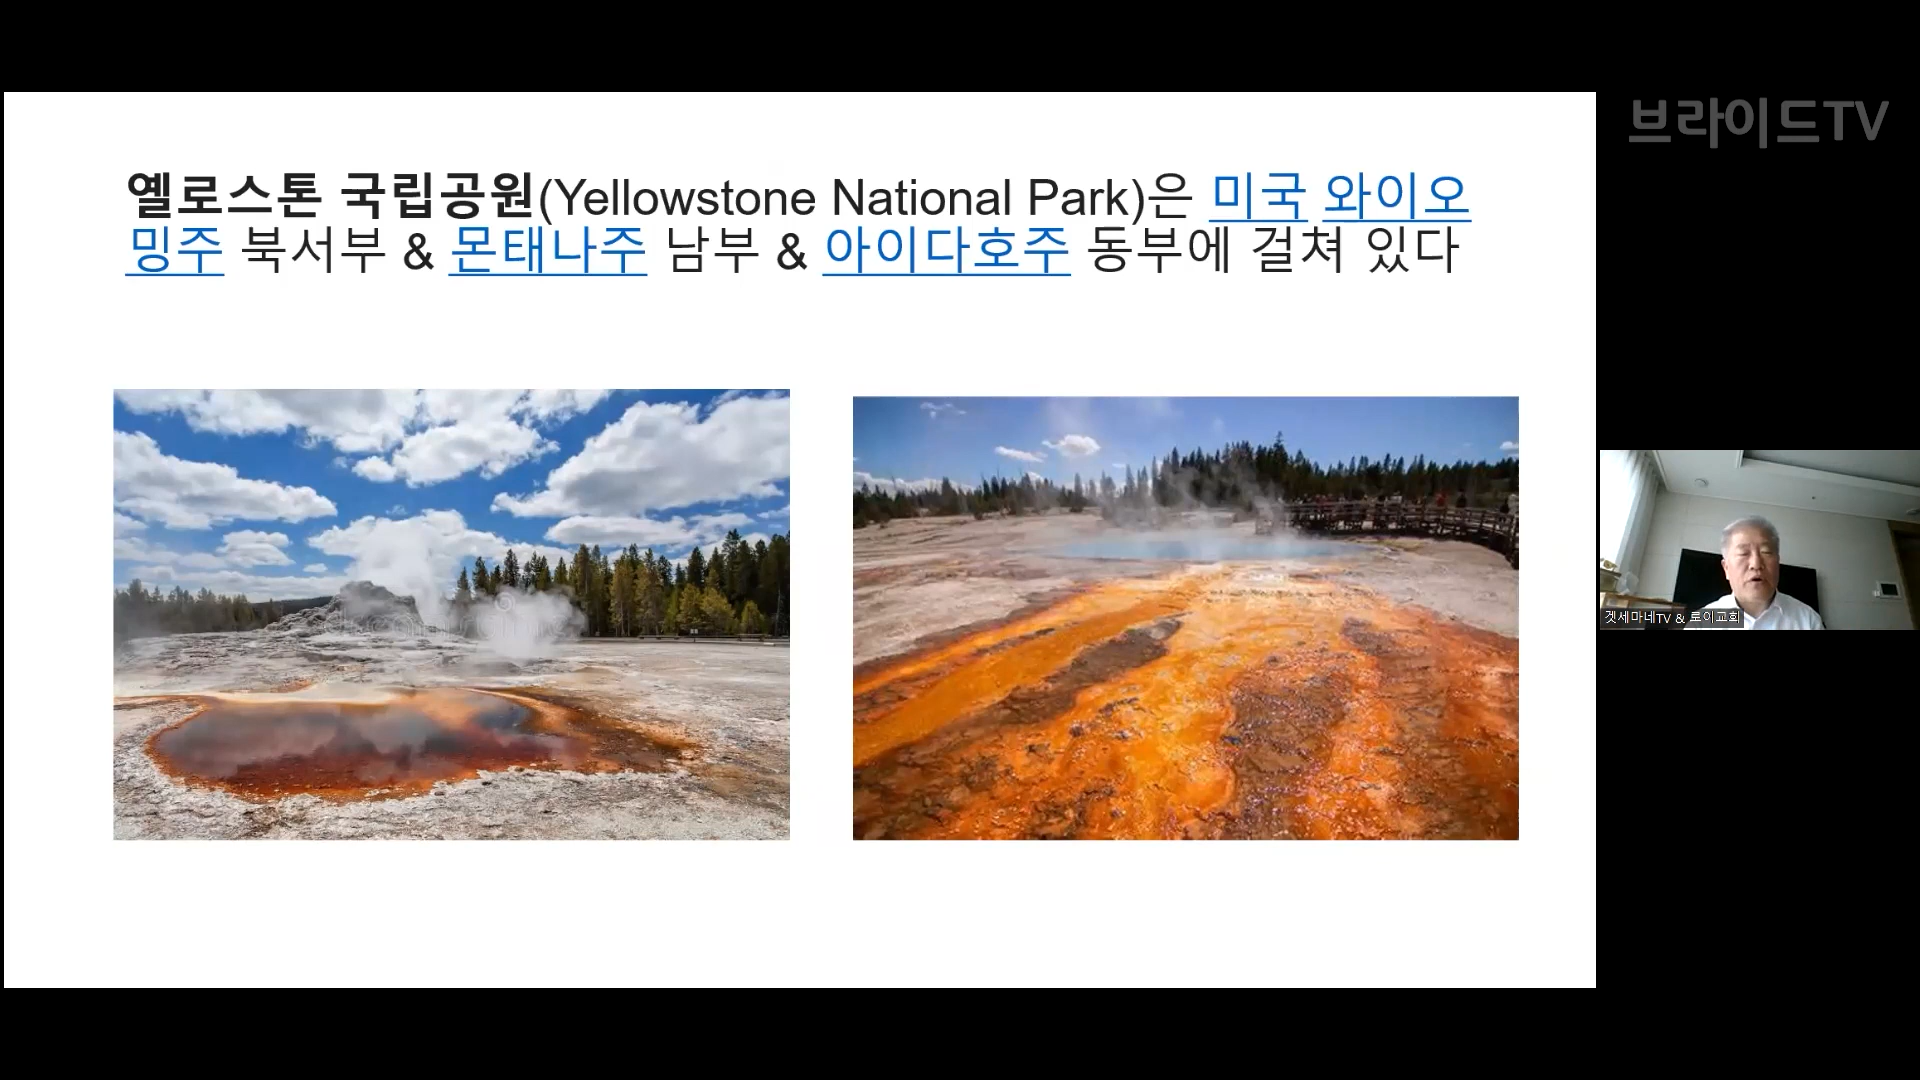 브라이드TV
옐로스톤 국립공원(Yellowstone National Park)은 미국 와이오
밍주 북서부 & 몬태나주 남부 & 아이다호주 동부에 걸쳐 있다
겟세마네TV & 로이교회